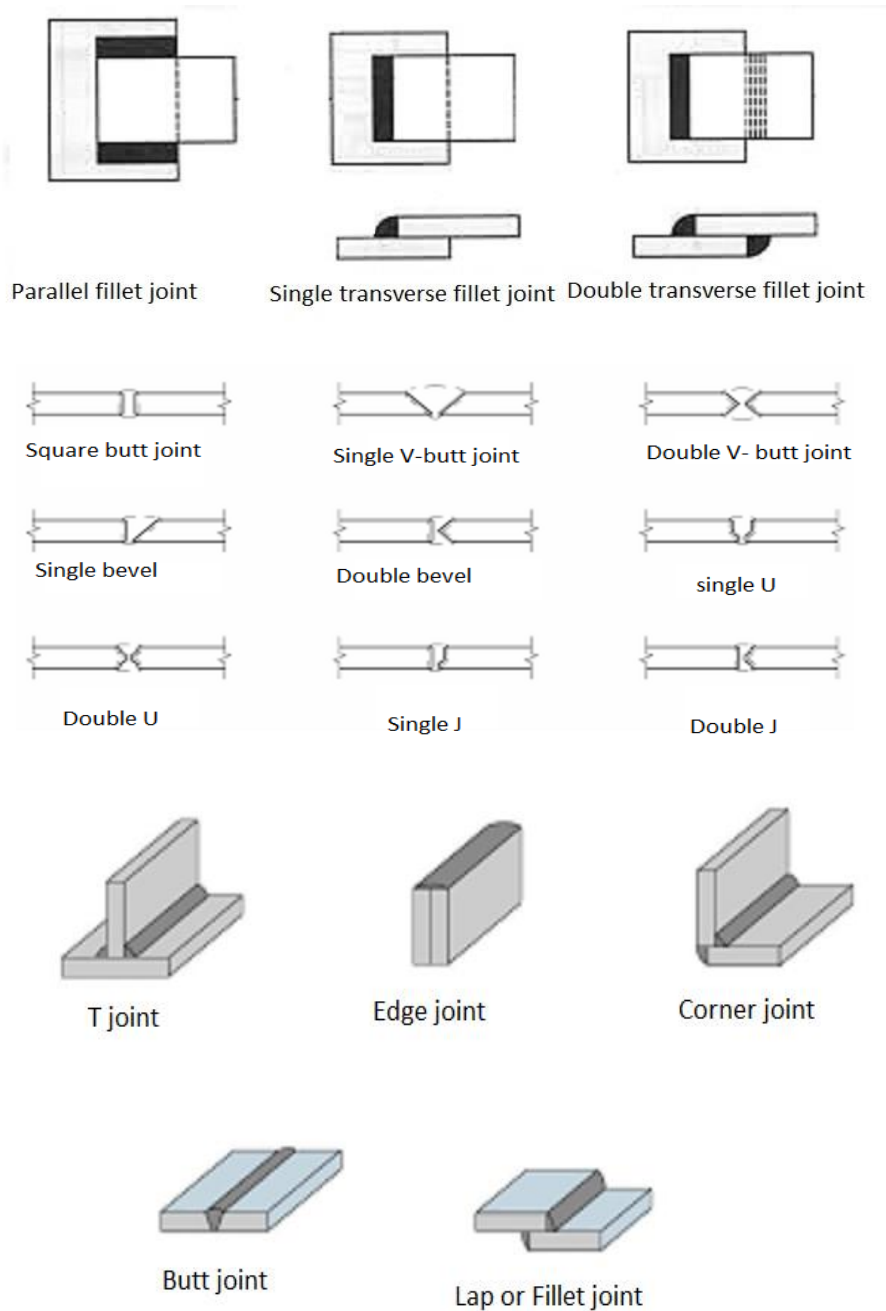 Parallel fillet joint
Single transverse fillet joint
Double transverse fillet joint
Square butt joint
Single V-butt joint
Double V- butt joint
Single bevel
Double bevel
single U
Double U
Single J
Double J
T joint
Edge joint
Corner joint
Butt joint
Lap or Fillet joint